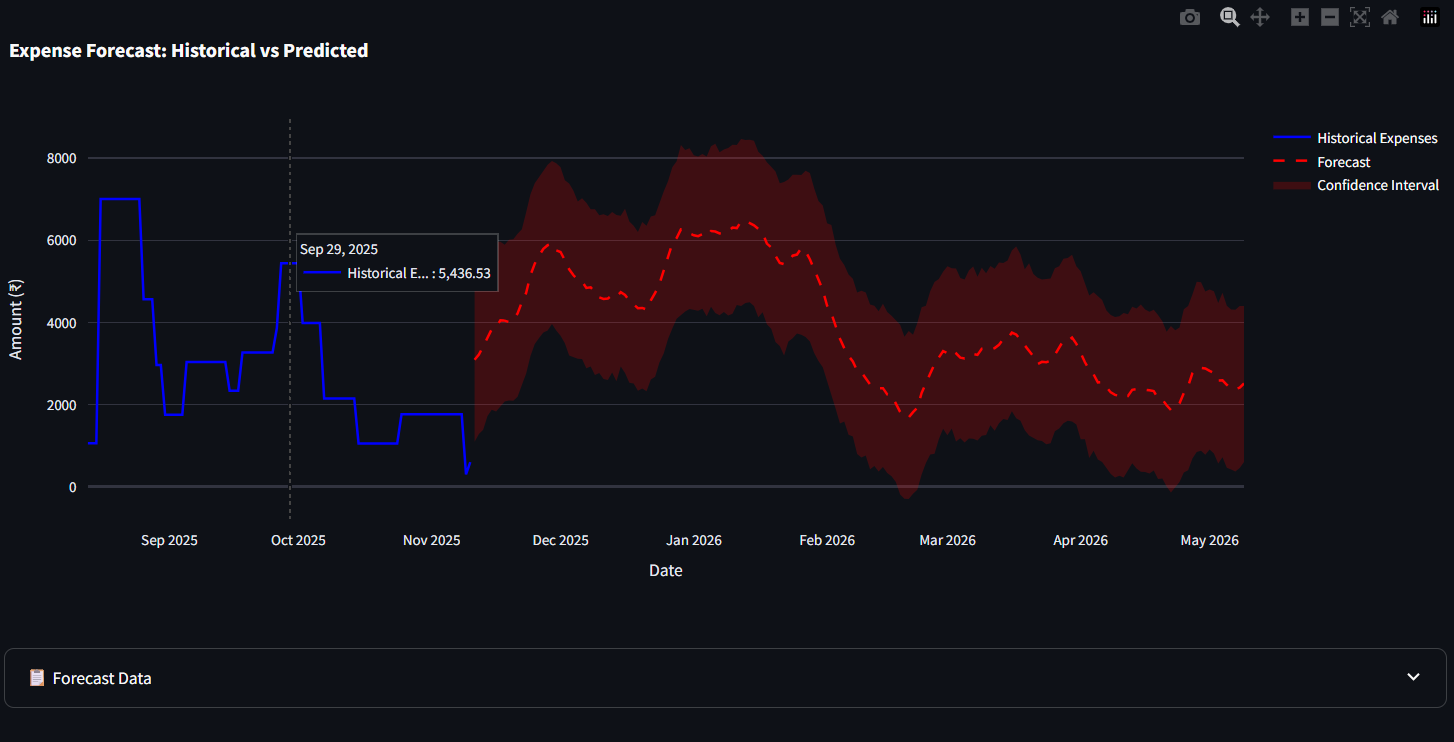 Expense Forecast: Historical vs Predicted
Historical Expenses
Forecast
Confidence Interval
8000
6000
4000
2000
0
Amount (₹)
Sep 29, 2025
Historical E... : 5,436.53
Sep 2025
Oct 2025
Nov 2025
Dec 2025
Jan 2026
Feb 2026
Mar 2026
Apr 2026
May 2026
Date
Forecast Data